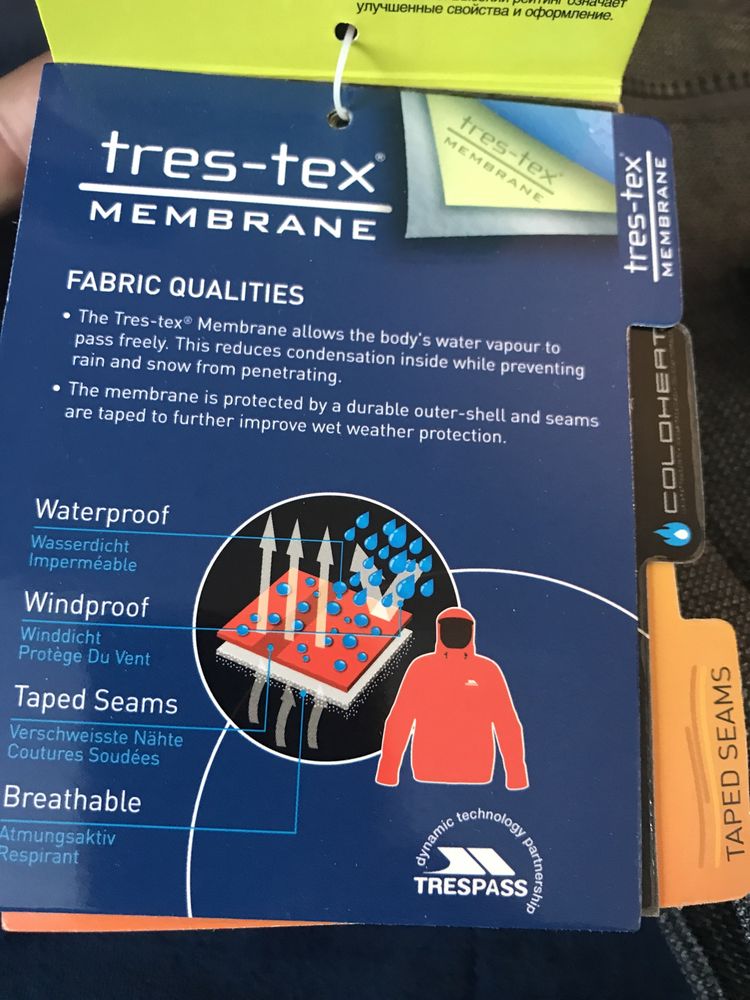 означает
улучшенные свойства и оформление.
tres-tex®
MEMBRANE
tres-tex®
MEMBRANE
tres-tex®
MEMBRANE
FABRIC QUALITIES
• The Tres-tex® Membrane allows the body's water vapour to
pass freely. This reduces condensation inside while preventing
rain and snow from penetrating.
• The membrane is protected by a durable outer-shell and seams
are taped to further improve wet weather protection.
COLDHEAT
Waterproof
Wasserdicht
Imperméable
Windproof
Winddicht
Protège Du Vent
Taped Seams
Verschweisste Nähte
Coutures Soudées
Breathable
Atmungsaktiv
Respirant
TAPED SEAMS
dynamic technology partnership
TRESPASS